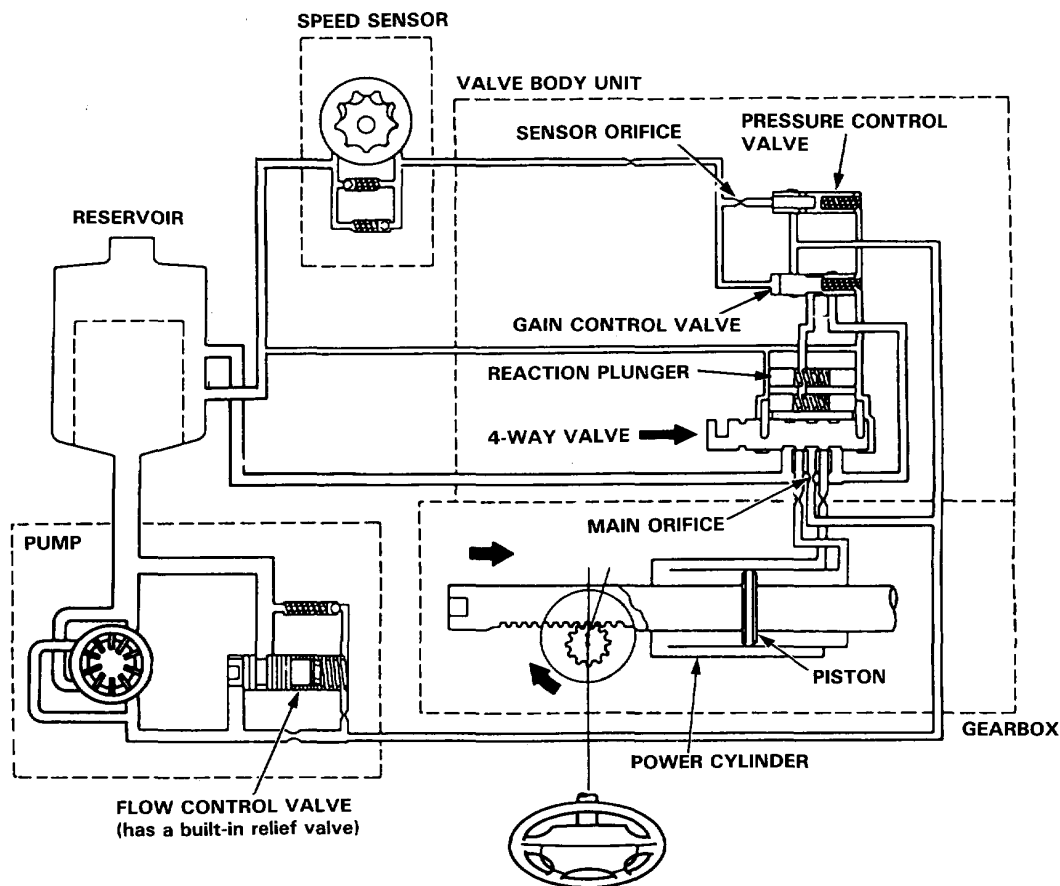 SPEED SENSOR
VALVE BODY UNIT
SENSOR ORIFICE
PRESSURE CONTROL
VALVE
RESERVOIR
GAIN CONTROL VALVE
REACTION PLUNGER
4-WAY VALVE
MAIN ORIFICE
PUMP
PISTON
GEARBOX
POWER CYLINDER
FLOW CONTROL VALVE
(has a built-in relief valve)